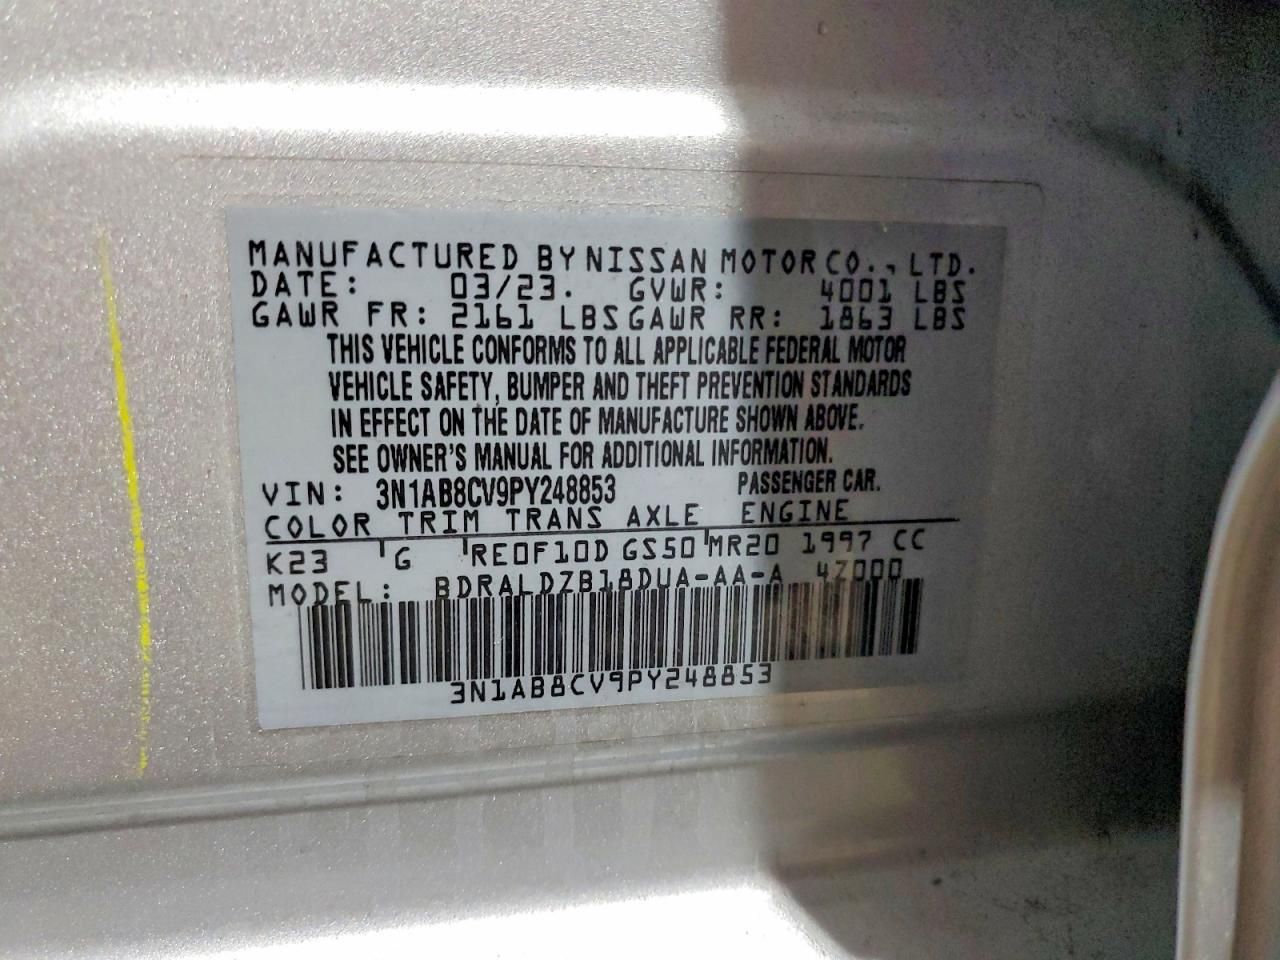 MANUFACTURED BY NISSAN MOTOR CO., LTD.
DATE: 03/23. GVWR: 4001 LBS
GAWR FR: 2161 LBS GAWR RR: 1863 LBS
THIS VEHICLE CONFORMS TO ALL APPLICABLE FEDERAL MOTOR
VEHICLE SAFETY, BUMPER AND THEFT PREVENTION STANDARDS
IN EFFECT ON THE DATE OF MANUFACTURE SHOWN ABOVE.
SEE OWNER'S MANUAL FOR ADDITIONAL INFORMATION.
VIN: 3N1AB8CV9PY248853 PASSENGER CAR.
COLOR TRIM TRANS AXLE ENGINE
K23 G RE0F10D GS50 MR20 1997 CC
MODEL: BDRALDZB18DUA-AA-A 4Z000
3N1AB8CV9PY248853